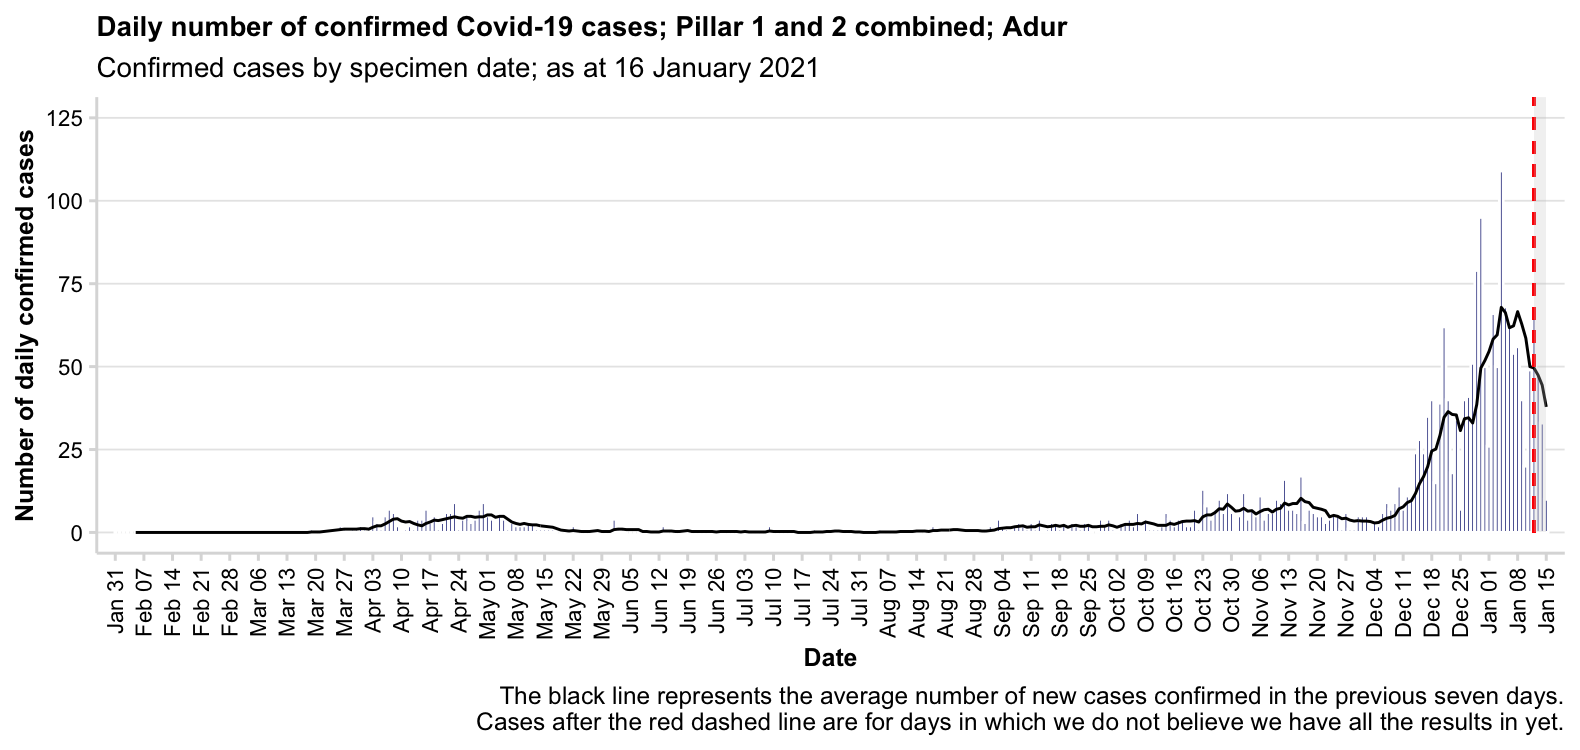 Daily number of confirmed Covid-19 cases; Pillar 1 and 2 combined; Adur
Confirmed cases by specimen date; as at 16 January 2021
Number of daily confirmed cases
125
100
75
50
25
0
Jan 31
Feb 07
Feb 14
Feb 21
Feb 28
Mar 06
Mar 13
Mar 20
Mar 27
Apr 03
Apr 10
Apr 17
Apr 24
May 01
May 08
May 15
May 22
May 29
Jun 05
Jun 12
Jun 19
Jun 26
Jul 03
Jul 10
Jul 17
Jul 24
Jul 31
Aug 07
Aug 14
Aug 21
Aug 28
Sep 04
Sep 11
Sep 18
Sep 25
Oct 02
Oct 09
Oct 16
Oct 23
Oct 30
Nov 06
Nov 13
Nov 20
Nov 27
Dec 04
Dec 11
Dec 18
Dec 25
Jan 01
Jan 08
Jan 15
Date
The black line represents the average number of new cases confirmed in the previous seven days.
Cases after the red dashed line are for days in which we do not believe we have all the results in yet.